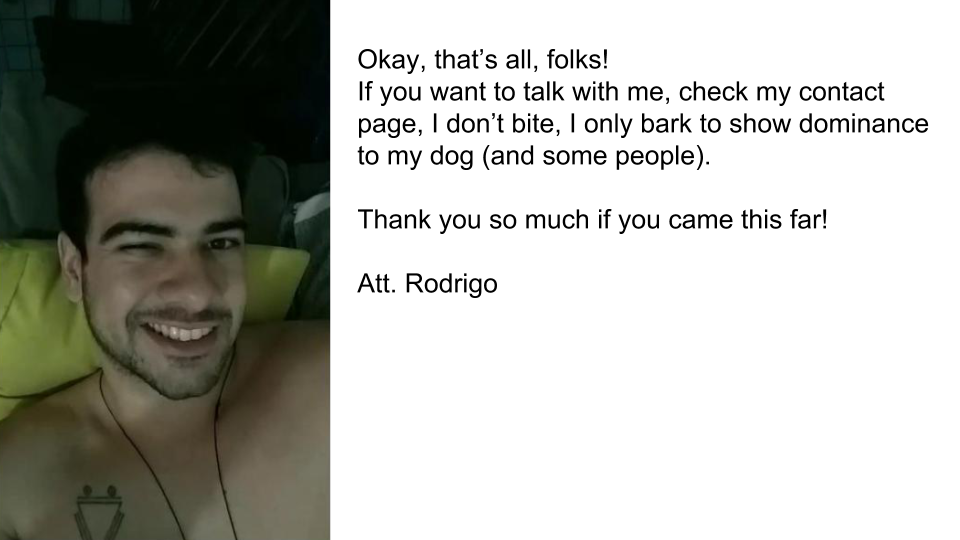 Okay, that’s all, folks!
If you want to talk with me, check my contact
page, I don’t bite, I only bark to show dominance
to my dog (and some people).
Thank you so much if you came this far!
Att. Rodrigo